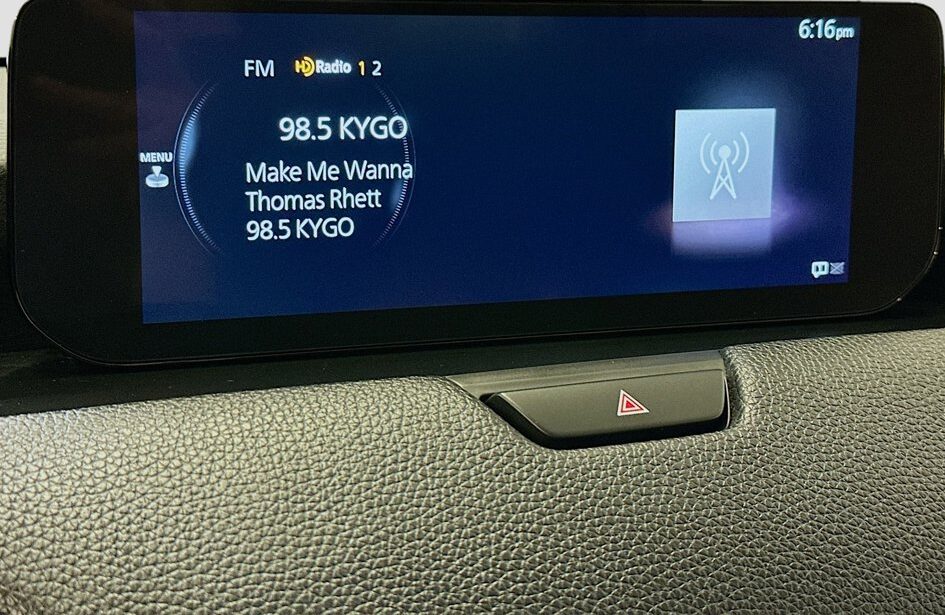 6:16pm
FM HD Radio 1 2
98.5 KYGO
MENU
Make Me Wanna
Thomas Rhett
98.5 KYGO